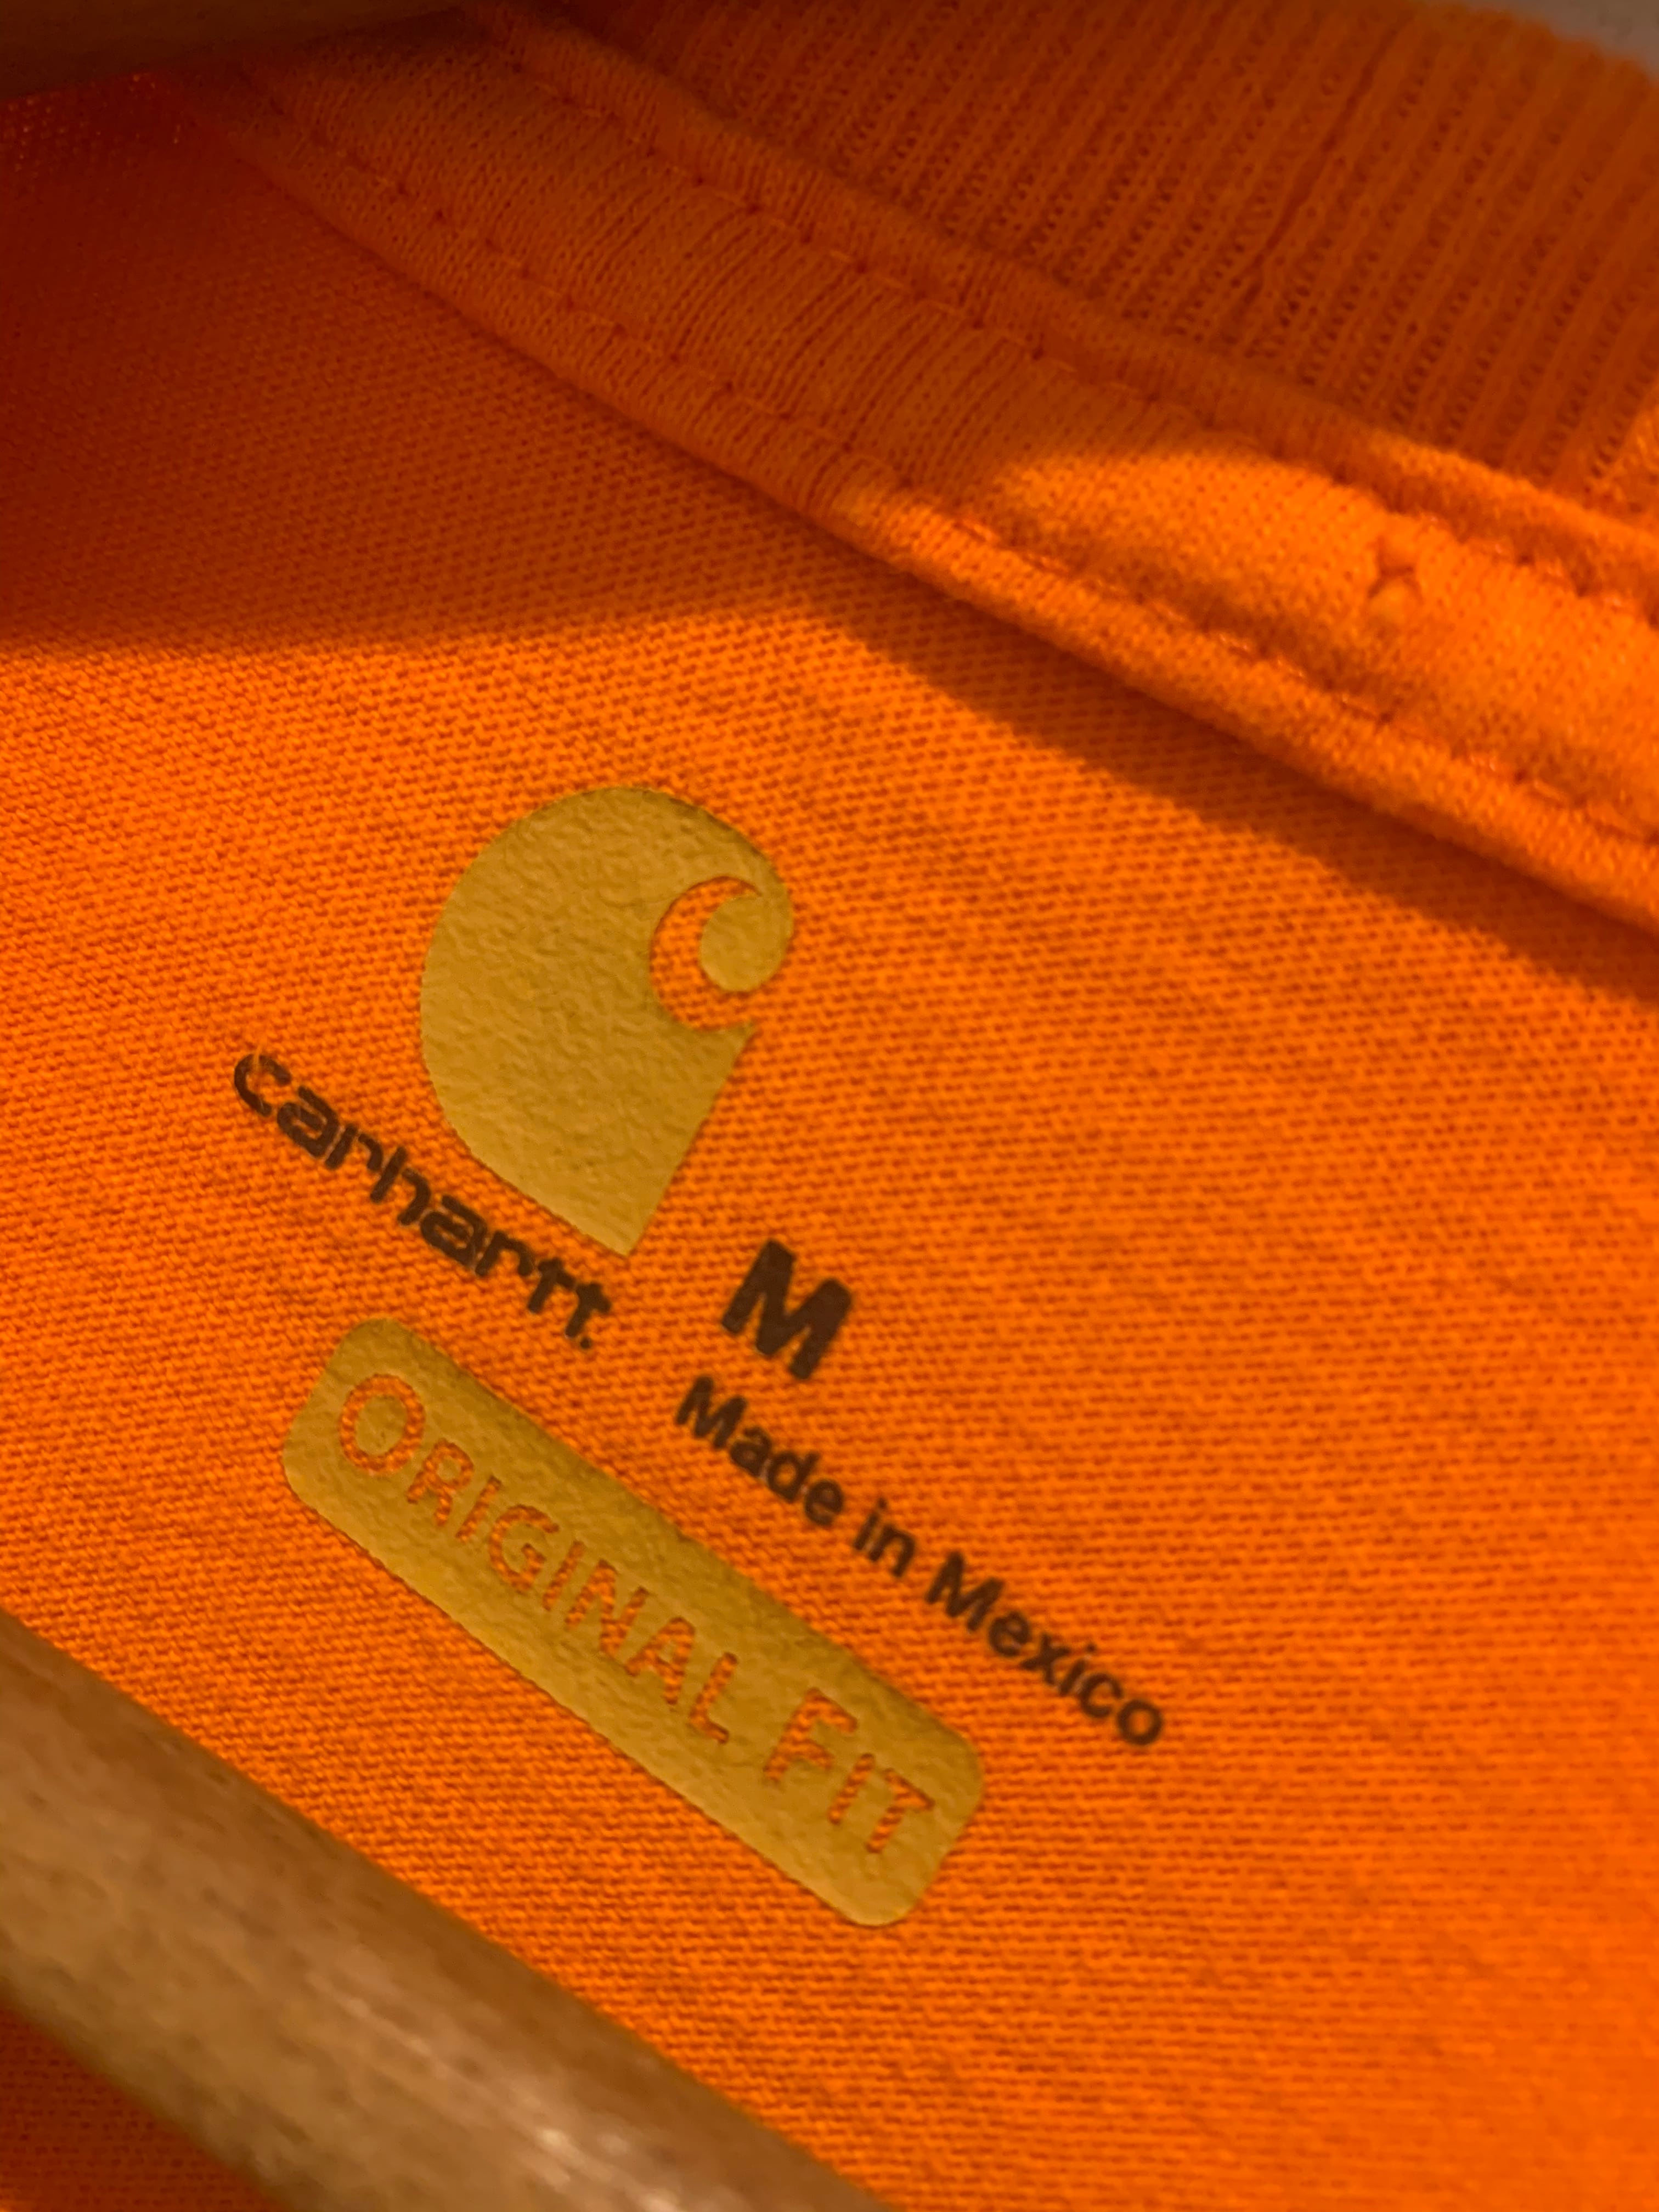 carhartt.
M
Made in Mexico
ORIGINAL FIT